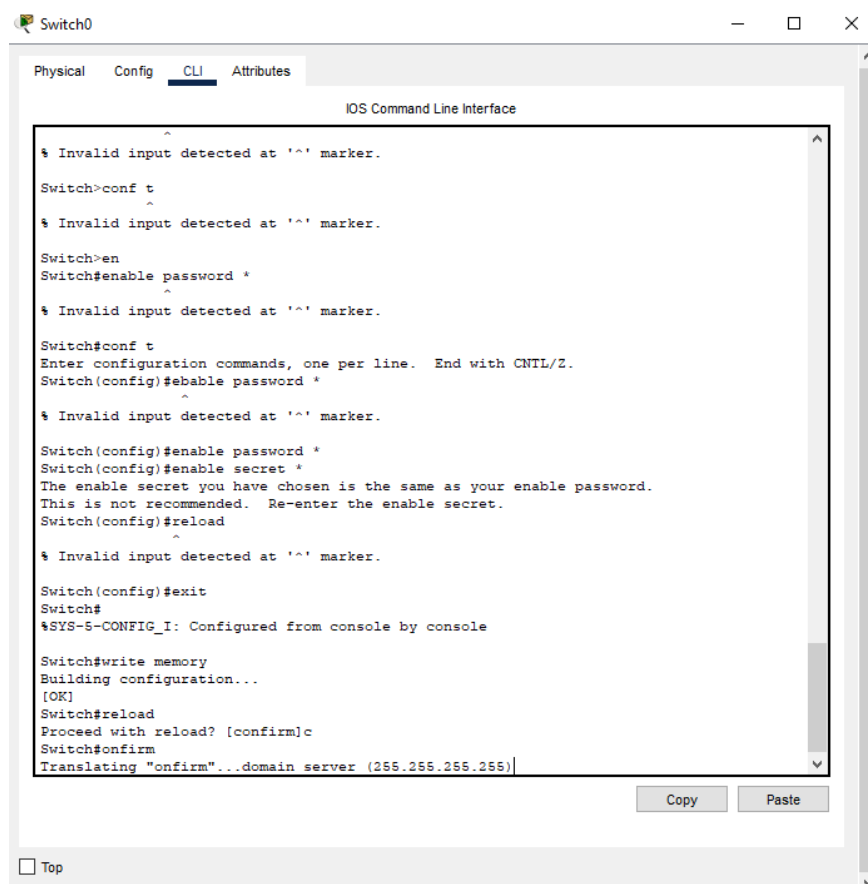 Switch0
Physical Config CLI Attributes
IOS Command Line Interface
^
% Invalid input detected at '^' marker.
Switch>conf t
^
% Invalid input detected at '^' marker.
Switch>en
Switch#enable password *
^
% Invalid input detected at '^' marker.
Switch#conf t
Enter configuration commands, one per line.  End with CNTL/Z.
Switch(config)#ebable password *
^
% Invalid input detected at '^' marker.
Switch(config)#enable password *
Switch(config)#enable secret *
The enable secret you have chosen is the same as your enable password.
This is not recommended.  Re-enter the enable secret.
Switch(config)#reload
^
% Invalid input detected at '^' marker.
Switch(config)#exit
Switch#
%SYS-5-CONFIG_I: Configured from console by console
Switch#write memory
Building configuration...
[OK]
Switch#reload
Proceed with reload? [confirm]c
Switch#onfirm
Translating "onfirm"...domain server (255.255.255.255)
Copy Paste
Top